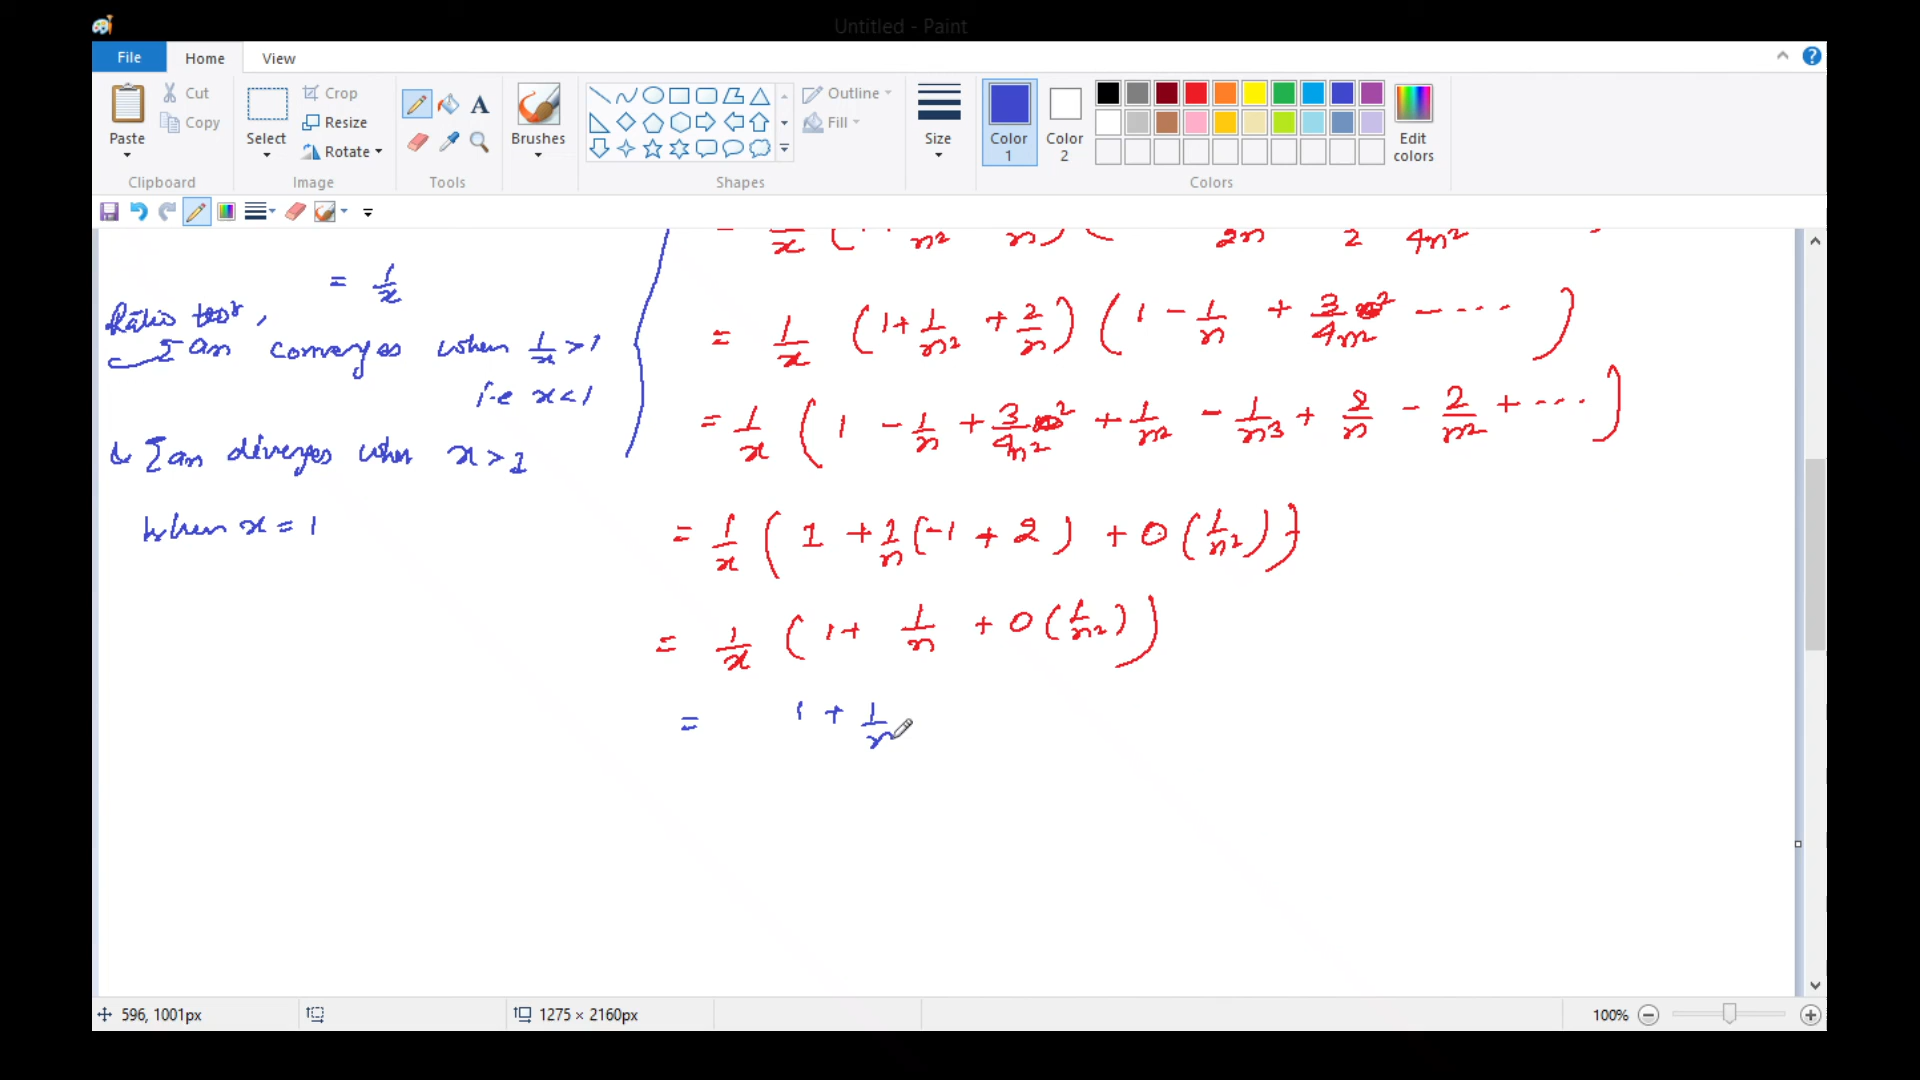 Untitled - Paint
File Home View
Paste Cut Copy Clipboard
Select Crop Resize Rotate Image
A Tools
Brushes
Outline Fill Shapes
Size
Color 1 Color 2 Edit colors Colors
= 1/x
Ratio test,
Σan converges when 1/x > 1
i.e x < 1
& Σan diverges when x > 1
When x = 1
= 1/x (1 + 1/n² + 2/n) (1 - 1/n + 3/4n² - ----)
= 1/x (1 - 1/n + 3/4n² + 1/n² - 1/n³ + 2/n - 2/n² + ....)
= 1/x (1 + 1/n (-1 + 2) + O(1/n²)}
= 1/x (1 + 1/n + O(1/n²))
= 1 + 1/n
596, 1001px 1275 × 2160px 100%